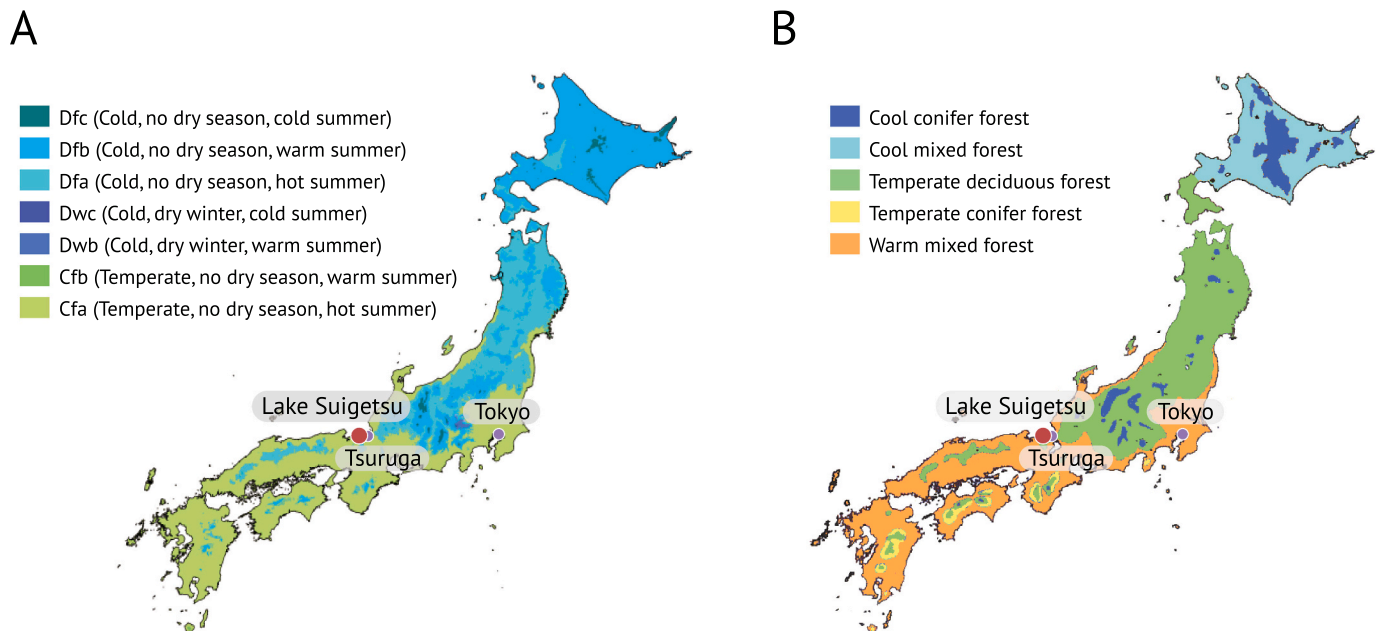 A
Dfc (Cold, no dry season, cold summer)
Dfb (Cold, no dry season, warm summer)
Dfa (Cold, no dry season, hot summer)
Dwc (Cold, dry winter, cold summer)
Dwb (Cold, dry winter, warm summer)
Cfb (Temperate, no dry season, warm summer)
Cfa (Temperate, no dry season, hot summer)
Lake Suigetsu
Tokyo
Tsuruga
B
Cool conifer forest
Cool mixed forest
Temperate deciduous forest
Temperate conifer forest
Warm mixed forest
Lake Suigetsu
Tokyo
Tsuruga